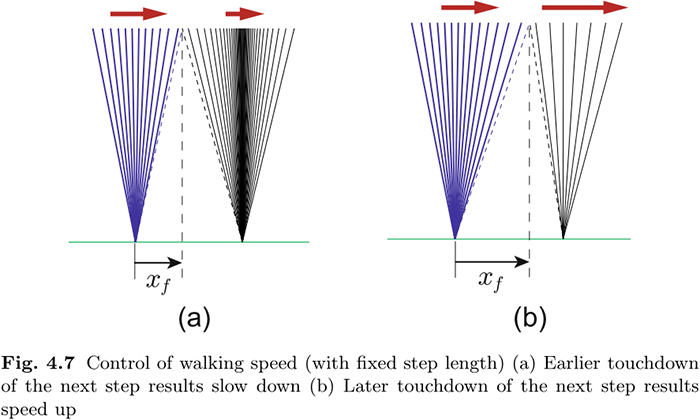 x_f x_f
(a) (b)
Fig. 4.7 Control of walking speed (with fixed step length) (a) Earlier touchdown
of the next step results slow down (b) Later touchdown of the next step results
speed up